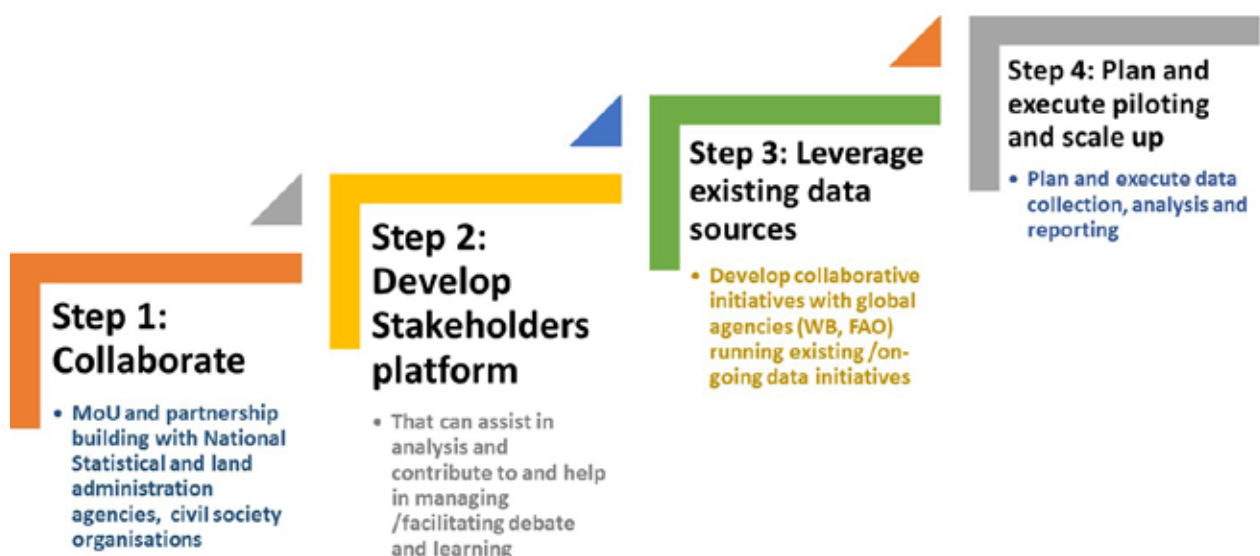 Step 1:
Collaborate
• MoU and partnership
building with National
Statistical and land
administration
agencies, civil society
organisations
Step 2:
Develop
Stakeholders
platform
• That can assist in
analysis and
contribute to and help
in managing
/facilitating debate
and learning
Step 3: Leverage
existing data
sources
• Develop collaborative
initiatives with global
agencies (WB, FAO)
running existing /on-
going data initiatives
Step 4: Plan and
execute piloting
and scale up
• Plan and execute data
collection, analysis and
reporting